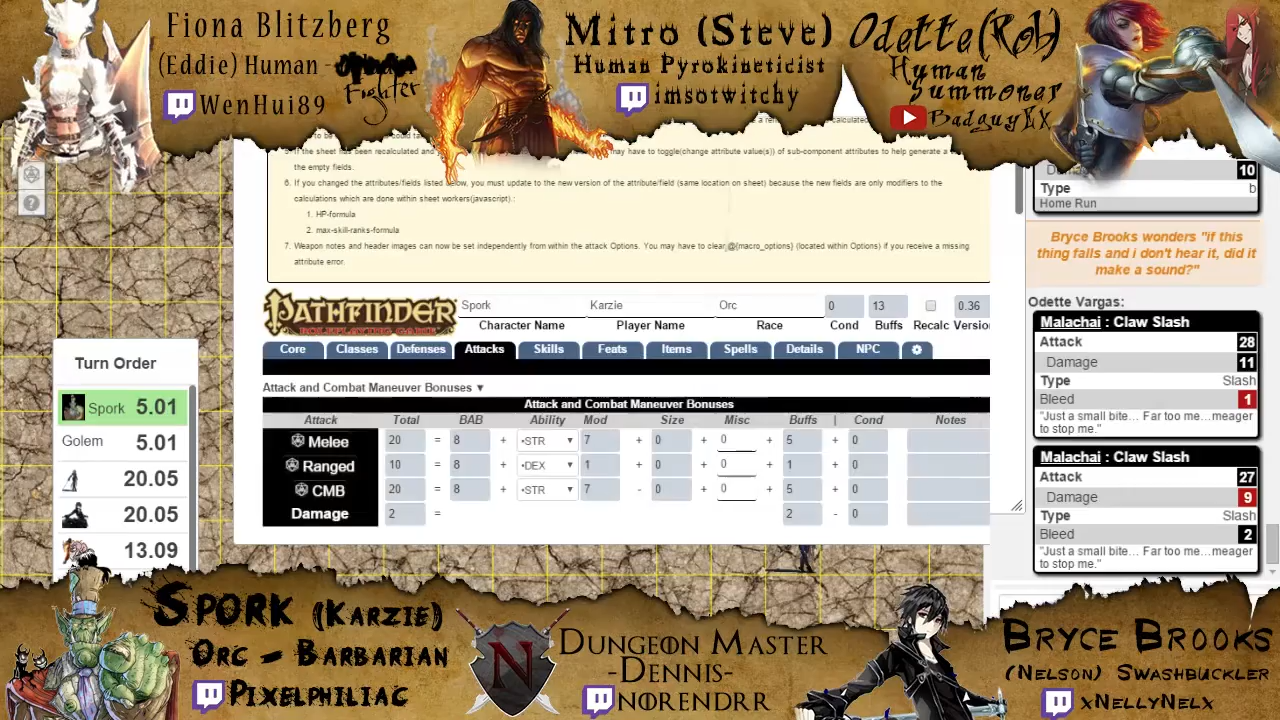 Fiona Blitzberg
(Eddie) Human -
Fighter
WenHui89
Mitro (Steve)
Human Pyrokineticist
imsotwitchy
Odette(Rob)
Human
Summoner
BadguyEX
the empty fields.
6. If you changed the attributes/fields listed below, you must update to the new version of the attribute/field (same location on sheet) because the new fields are only modifiers to the
calculations which are done within sheet workers(javascript).:
1. HP-formula
2. max-skill-ranks-formula
7. Weapon notes and header images can now be set independently from within the attack Options. You may have to clear @{macro_options} (located within Options) if you receive a missing
attribute error.
PATHFINDER
ROLEPLAYING GAME
Spork Karzie Orc 0 13 0.36
Character Name Player Name Race Cond Buffs Recalc Version
Core Classes Defenses Attacks Skills Feats Items Spells Details NPC
Attack and Combat Maneuver Bonuses ▼
Attack and Combat Maneuver Bonuses
Attack Total BAB Ability Mod Size Misc Buffs | Cond Notes
Melee 20 = 8 + •STR ▼ 7 + 0 + 0 + 5 + 0
Ranged 10 = 8 + •DEX ▼ 1 + 0 + 0 + 1 + 0
CMB 20 = 8 + •STR ▼ 7 - 0 + 0 + 5 + 0
Damage 2 = 2 - 0
Turn Order
Spork 5.01
Golem 5.01
20.05
20.05
13.09
10
Type b
Home Run
Bryce Brooks wonders "if this
thing falls and i don't hear it, did it
make a sound?"
Odette Vargas:
Malachai : Claw Slash
Attack 28
Damage 11
Type Slash
Bleed 1
"Just a small bite... Far too me...meager
to stop me."
Malachai : Claw Slash
Attack 27
Damage 9
Type Slash
Bleed 2
"Just a small bite... Far too me...meager
to stop me."
Spork (Karzie)
Orc - Barbarian
Pixelphiliac
N
Dungeon Master
-Dennis-
norendrr
Bryce Brooks
(Nelson) Swashbuckler
xNellyNelx